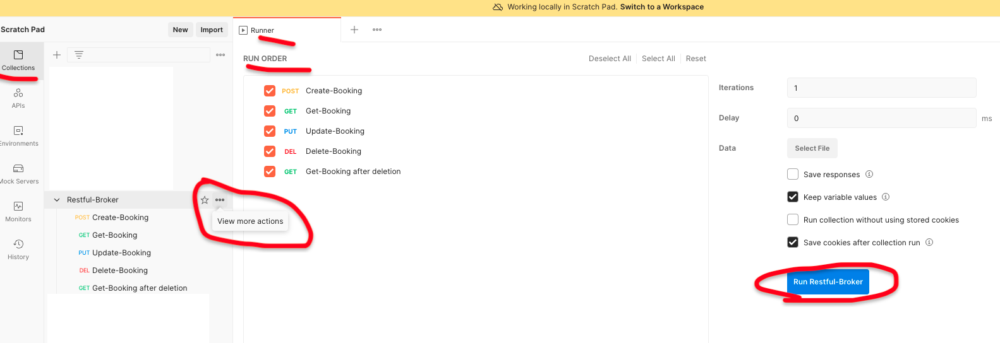 Working locally in Scratch Pad. Switch to a Workspace
Scratch Pad
New
Import
Runner
Collections
APIs
Environments
Mock Servers
Monitors
History
Restful-Broker
View more actions
POST Create-Booking
GET Get-Booking
PUT Update-Booking
DEL Delete-Booking
GET Get-Booking after deletion
RUN ORDER
Deselect All
Select All
Reset
POST Create-Booking
GET Get-Booking
PUT Update-Booking
DEL Delete-Booking
GET Get-Booking after deletion
Iterations
1
Delay
0
ms
Data
Select File
Save responses
Keep variable values
Run collection without using stored cookies
Save cookies after collection run
Run Restful-Broker